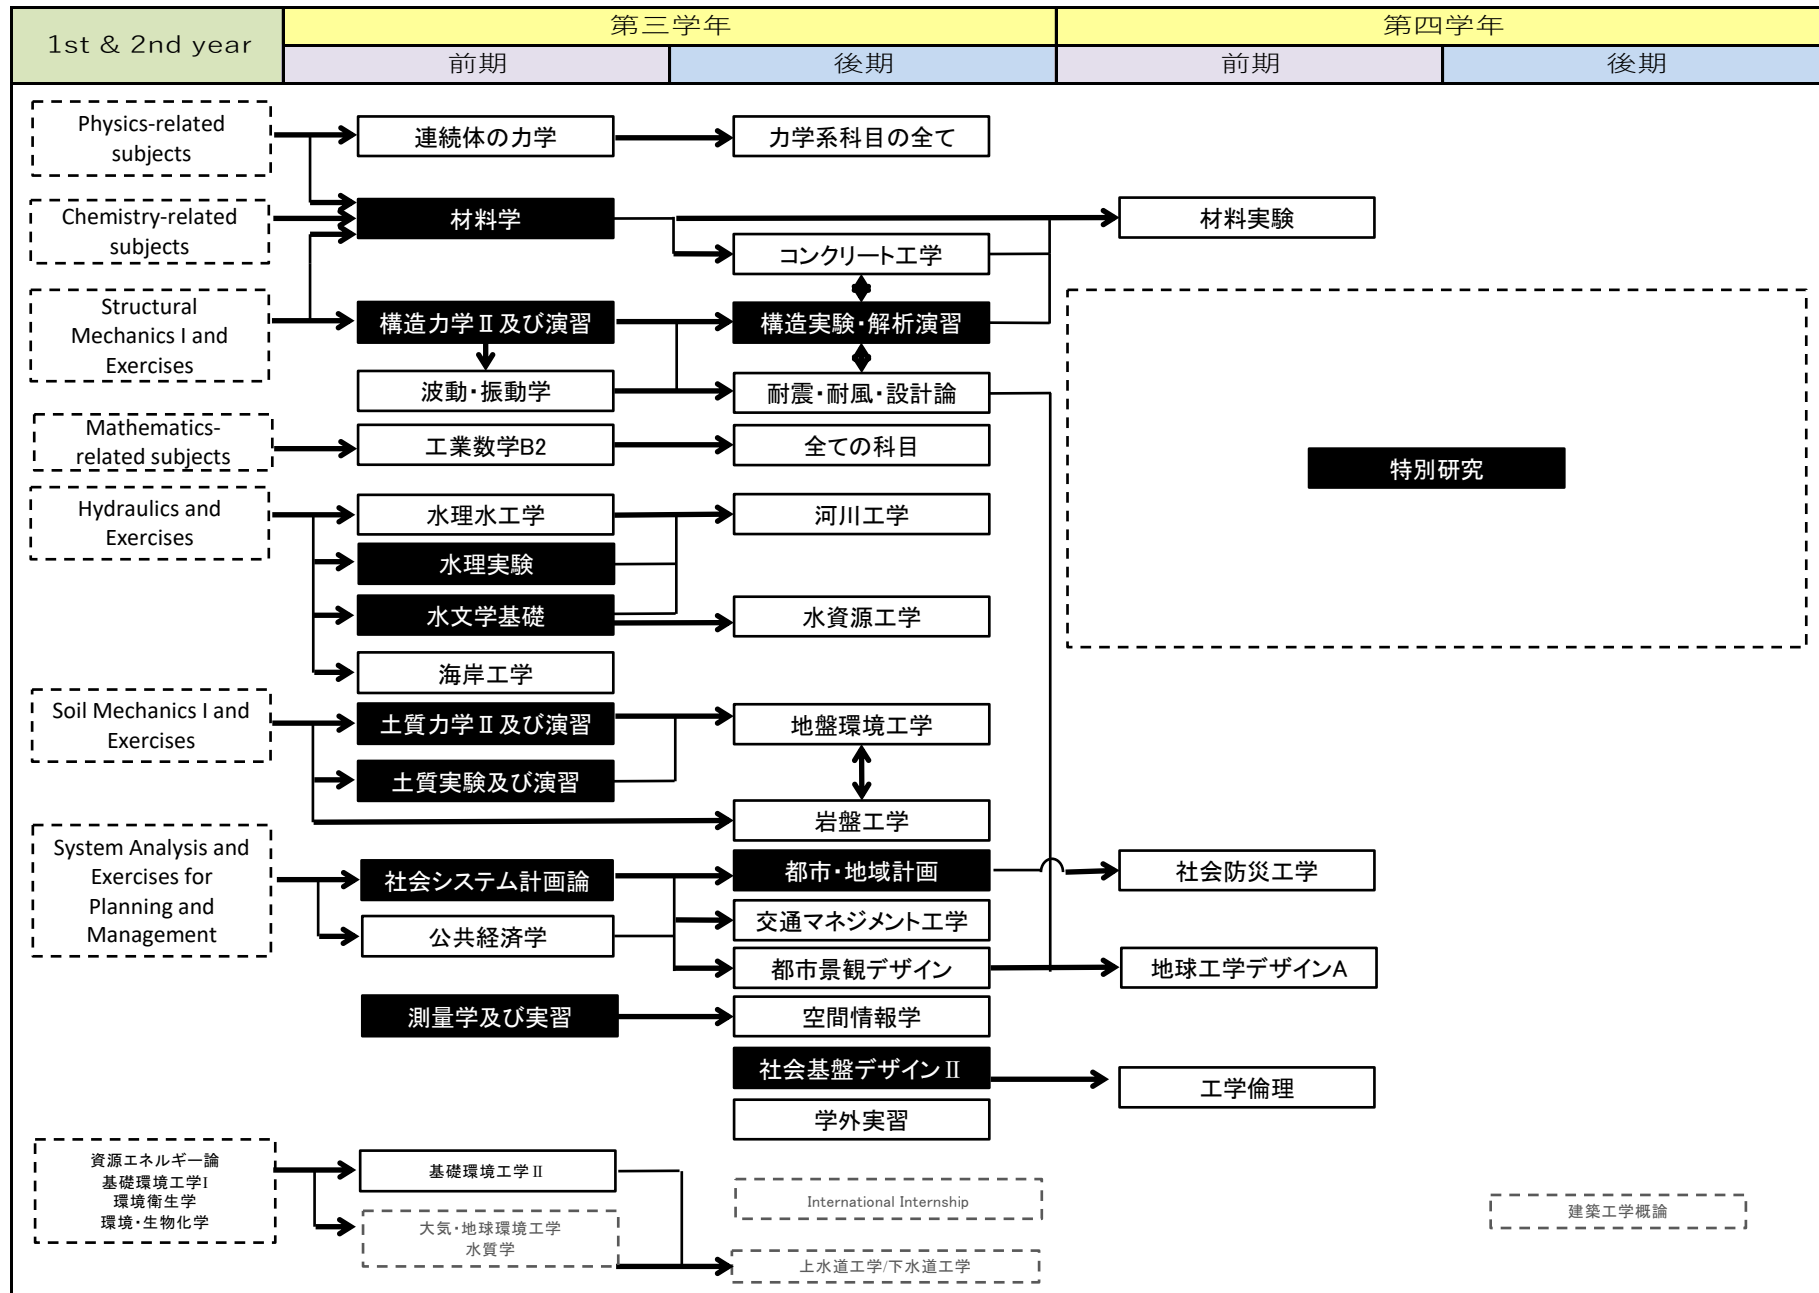 1st & 2nd year
第三学年
第四学年
前期
後期
前期
後期
Physics-related
subjects
連続体の力学
力学系科目の全て
Chemistry-related
subjects
材料学
材料実験
コンクリート工学
Structural
Mechanics I and
Exercises
構造力学Ⅱ及び演習
構造実験・解析演習
波動・振動学
耐震・耐風・設計論
Mathematics-
related subjects
工業数学B2
全ての科目
特別研究
Hydraulics and
Exercises
水理水工学
河川工学
水理実験
水文学基礎
水資源工学
海岸工学
Soil Mechanics I and
Exercises
土質力学Ⅱ及び演習
地盤環境工学
土質実験及び演習
岩盤工学
System Analysis and
Exercises for
Planning and
Management
社会システム計画論
都市・地域計画
社会防災工学
公共経済学
交通マネジメント工学
都市景観デザイン
地球工学デザインA
測量学及び実習
空間情報学
社会基盤デザインⅡ
工学倫理
学外実習
資源エネルギー論
基礎環境工学I
環境衛生学
環境・生物化学
基礎環境工学Ⅱ
大気・地球環境工学
水質学
International Internship
建築工学概論
上水道工学/下水道工学